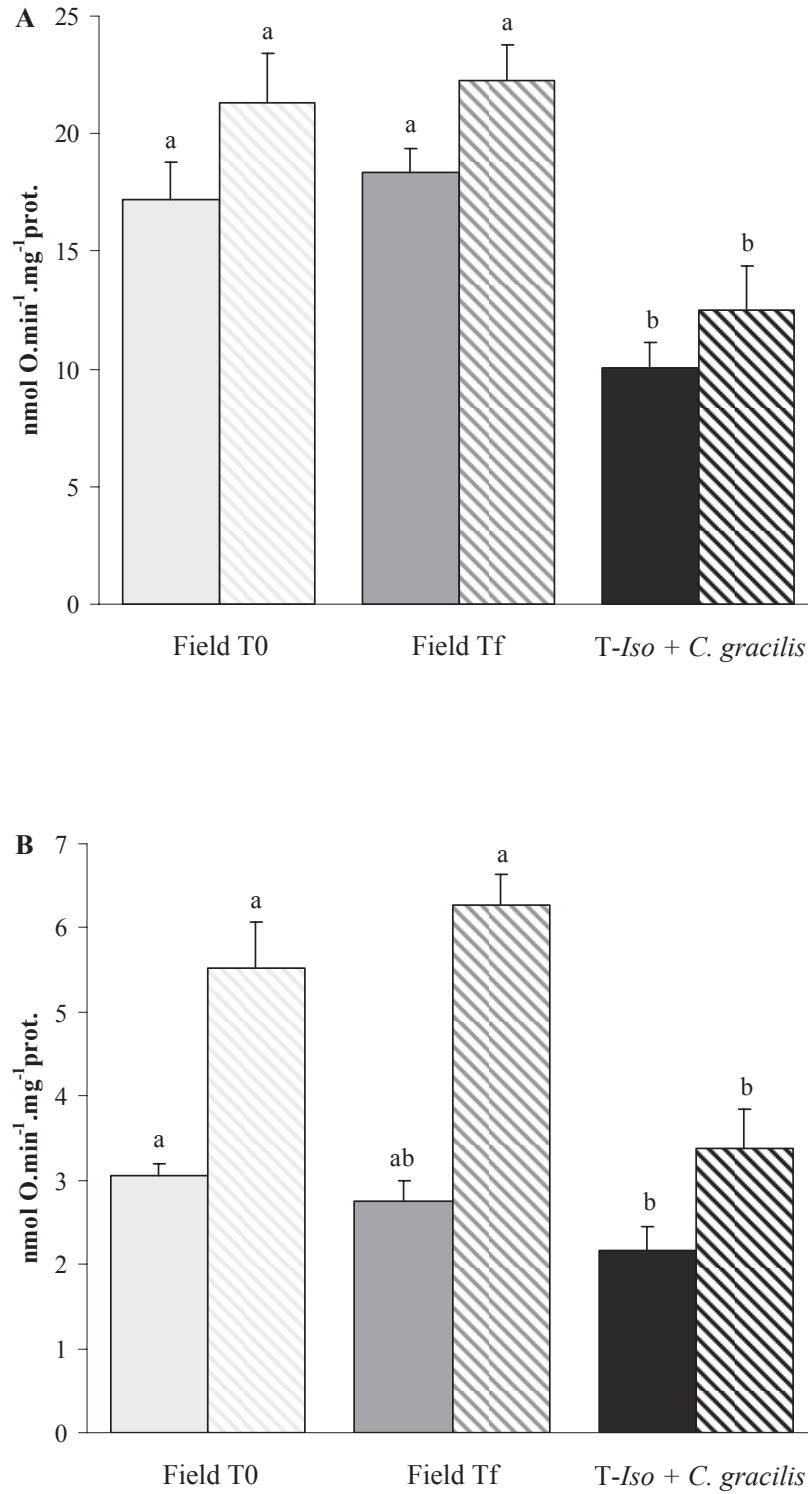 A
25
20
15
10
5
0
nmol O.min⁻¹.mg⁻¹prot.
a
a
a
a
b
b
Field T0 Field Tf T-Iso + C. gracilis
B
7
6
5
4
3
2
1
0
nmol O.min⁻¹.mg⁻¹prot.
a
a
ab
a
b
b
Field T0 Field Tf T-Iso + C. gracilis